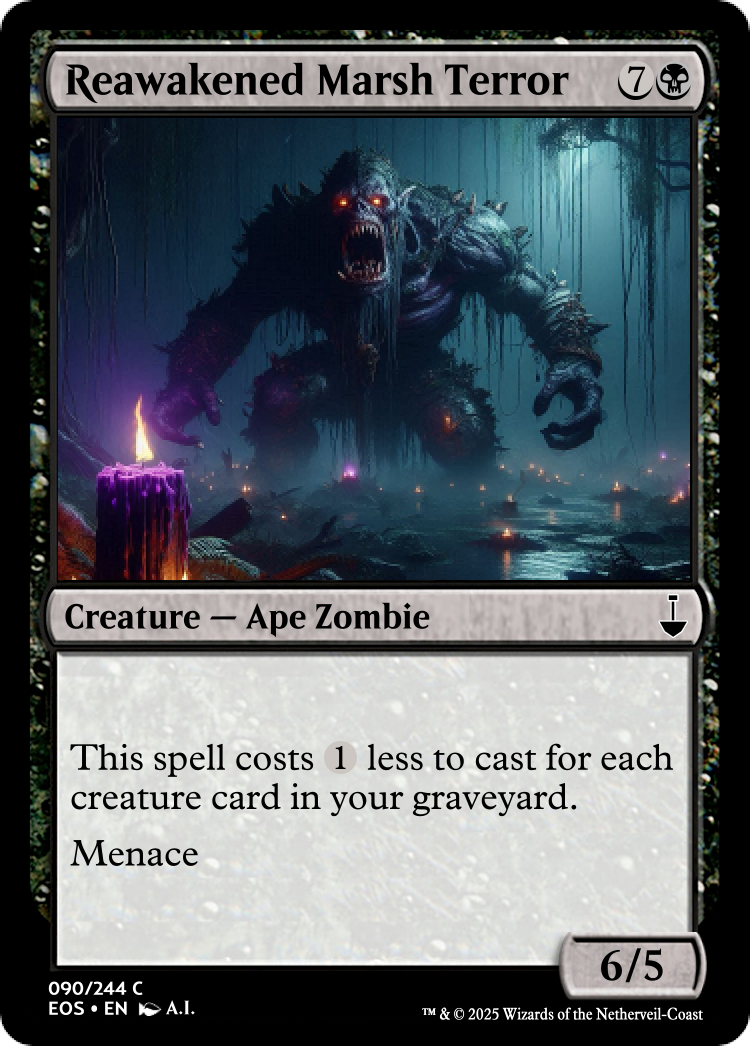 Reawakened Marsh Terror 7
Creature — Ape Zombie
This spell costs 1 less to cast for each
creature card in your graveyard.
Menace
6/5
090/244 C
EOS • EN A.I.
™ & © 2025 Wizards of the Netherveil-Coast